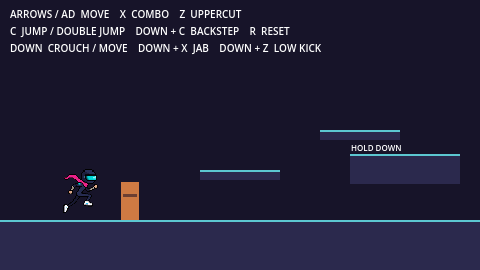 ARROWS / AD  MOVE    X  COMBO    Z  UPPERCUT
C  JUMP / DOUBLE JUMP    DOWN + C  BACKSTEP    R  RESET
DOWN  CROUCH / MOVE    DOWN + X  JAB    DOWN + Z  LOW KICK
HOLD DOWN